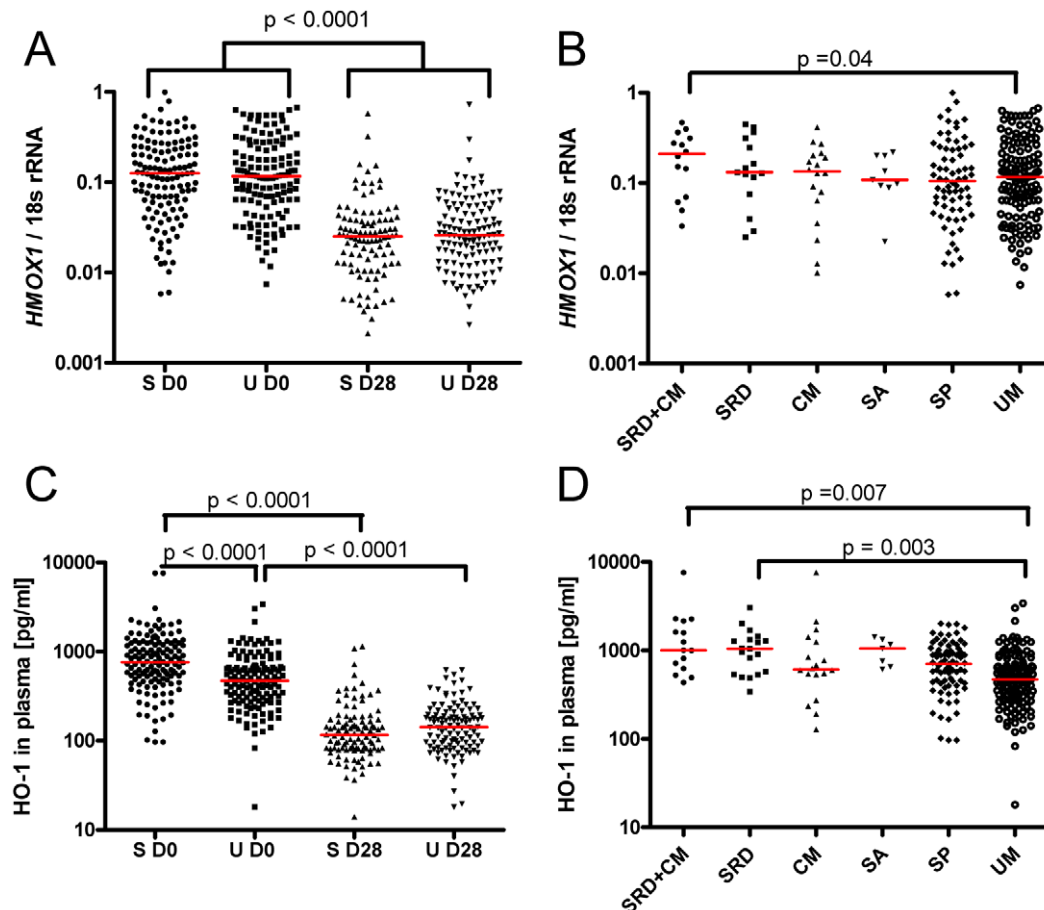 A
p < 0.0001
HMOX1 / 18s rRNA
1
0.1
0.01
0.001
S D0 U D0 S D28 U D28
B
p =0.04
HMOX1 / 18s rRNA
1
0.1
0.01
0.001
SRD+CM SRD CM SA SP UM
C
p < 0.0001
p < 0.0001 p < 0.0001
HO-1 in plasma [pg/ml]
10000
1000
100
10
S D0 U D0 S D28 U D28
D
p =0.007
p = 0.003
HO-1 in plasma [pg/ml]
10000
1000
100
10
SRD+CM SRD CM SA SP UM